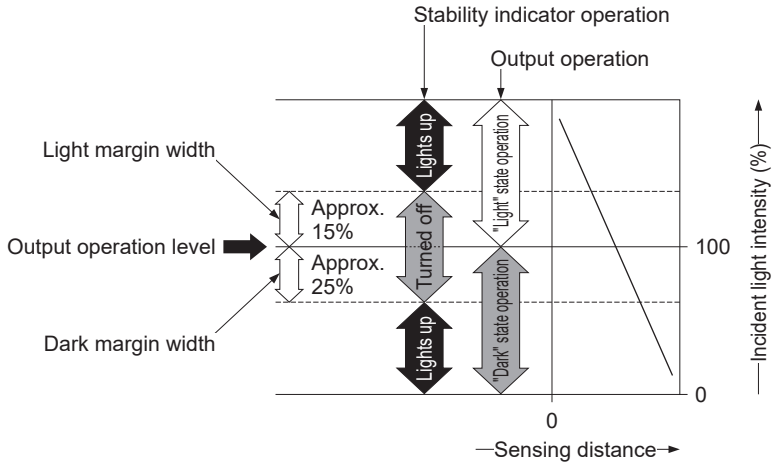 Stability indicator operation
Output operation
Light margin width
Lights up
"Light" state operation
Approx.
15%
Turned off
Output operation level
100
Approx.
25%
Dark margin width
Lights up
"Dark" state operation
0
0
Sensing distance
Incident light intensity (%)